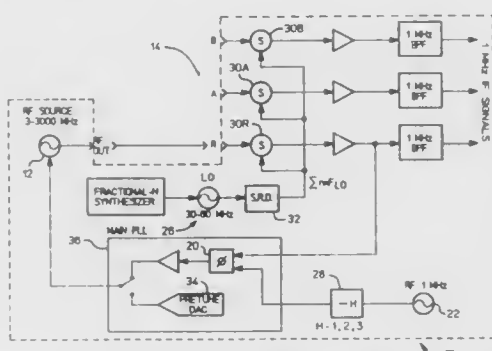 B
S
30B
1 MHz
BPF
14
30A
A
S
1 MHz
BPF
1 MHz IF SIGNALS
RF SOURCE
3-3000 MHz
30R
RF
OUT
R
S
1 MHz
BPF
12
LO
FRACTIONAL-N
SYNTHESIZER
S.R.D.
∑n∞F LO
26
30-60 MHz
32
MAIN PLL
36
20
Ø
28
RF 1 MHz
34
PRETUNE
DAC
÷ N
22
N-1,2,3